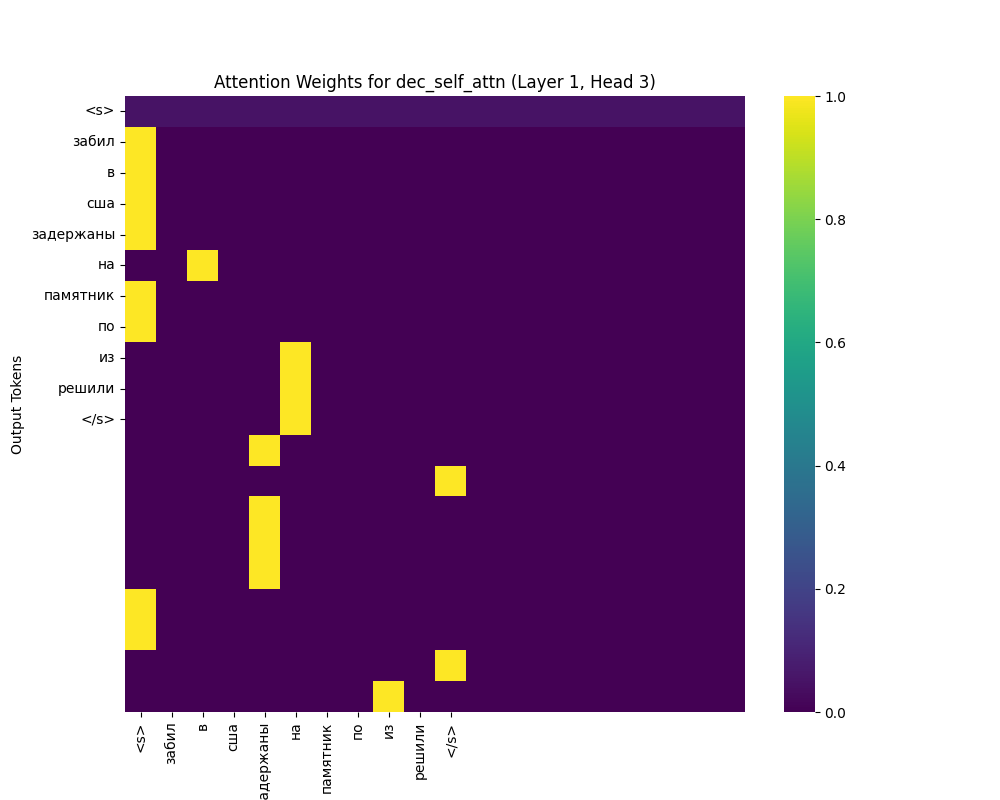 Attention Weights for dec_self_attn (Layer 1, Head 3)
Output Tokens
<s>
забил
в
сша
задержаны
на
памятник
по
из
решили
</s>
<s>
забил
в
сша
адержаны
на
памятник
по
из
решили
</s>
1.0
0.8
0.6
0.4
0.2
0.0